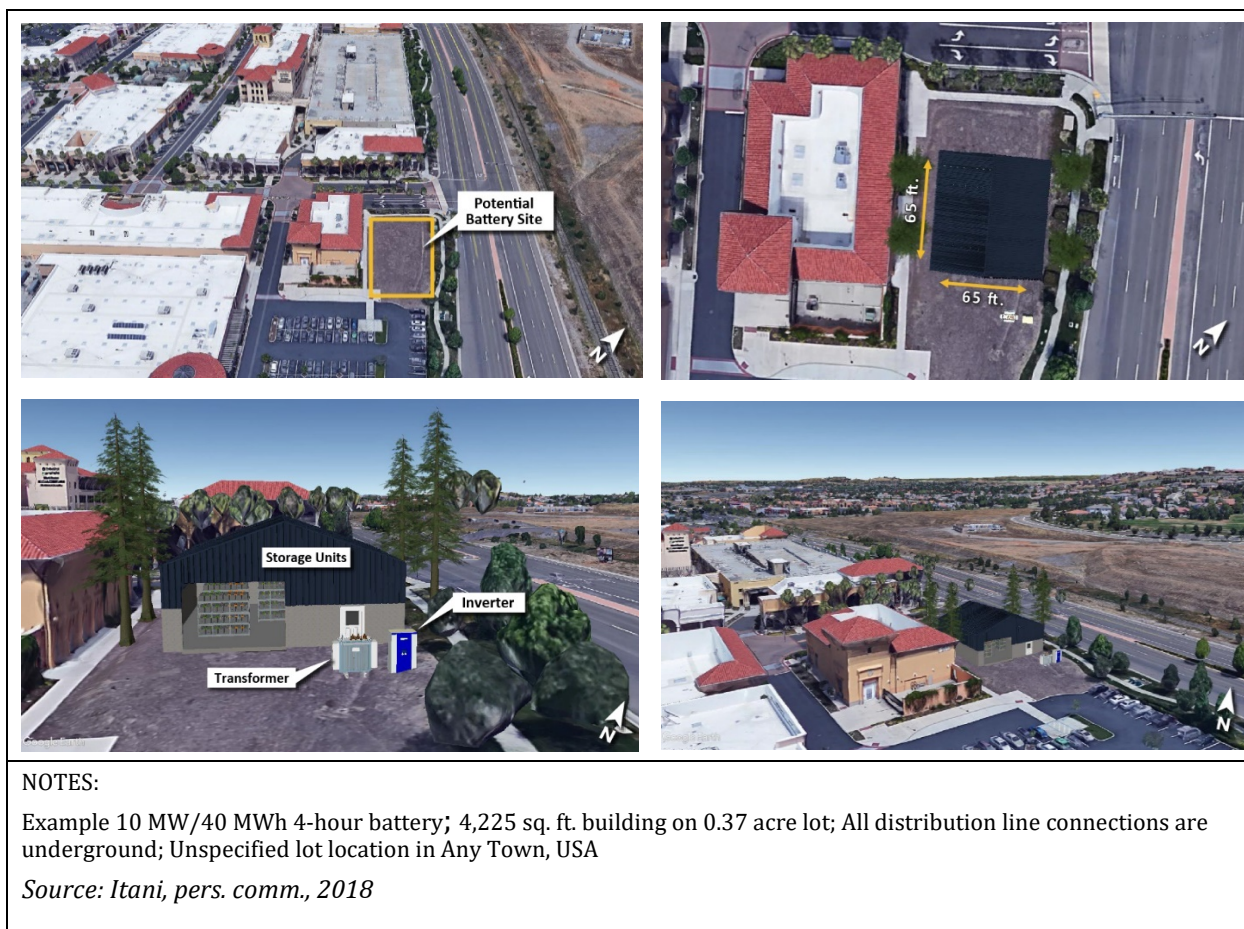 Potential
Battery Site
N
65 ft.
65 ft.
N
Storage Units
Inverter
Transformer
N
N
NOTES:
Example 10 MW/40 MWh 4-hour battery; 4,225 sq. ft. building on 0.37 acre lot; All distribution line connections are
underground; Unspecified lot location in Any Town, USA
Source: Itani, pers. comm., 2018